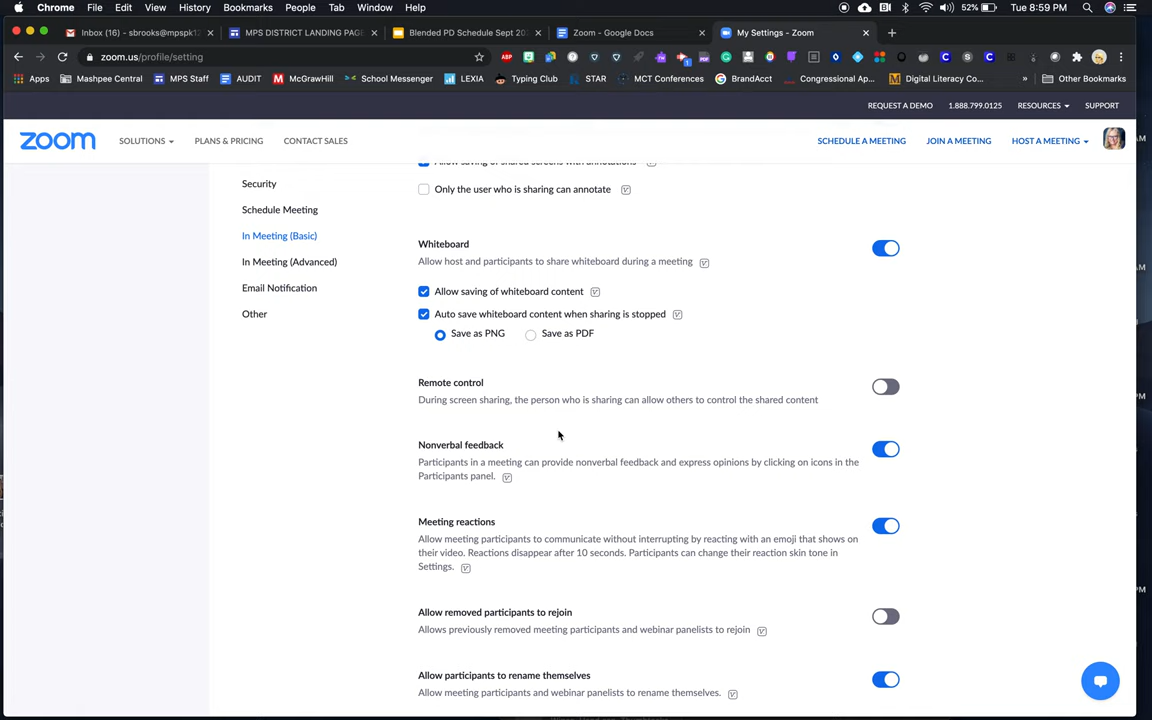 Chrome File Edit View History Bookmarks People Tab Window Help 52% Tue 8:59 PM
Inbox (16) - sbrooks@mpspk1 MPS DISTRICT LANDING PAGE Blended PD Schedule Sept 202 Zoom - Google Docs My Settings - Zoom
zoom.us/profile/setting
Apps Mashpee Central MPS Staff AUDIT McGrawHill School Messenger LEXIA Typing Club STAR MCT Conferences BrandAcct Congressional Ap... Digital Literacy Co... » Other Bookmarks
REQUEST A DEMO 1.888.799.0125 RESOURCES SUPPORT
zoom SOLUTIONS PLANS & PRICING CONTACT SALES SCHEDULE A MEETING JOIN A MEETING HOST A MEETING
Allow saving of shared screens with annotations
Security
Only the user who is sharing can annotate
Schedule Meeting
In Meeting (Basic)
Whiteboard
In Meeting (Advanced)
Allow host and participants to share whiteboard during a meeting
Email Notification
Allow saving of whiteboard content
Other
Auto save whiteboard content when sharing is stopped
Save as PNG Save as PDF
Remote control
During screen sharing, the person who is sharing can allow others to control the shared content
Nonverbal feedback
Participants in a meeting can provide nonverbal feedback and express opinions by clicking on icons in the
Participants panel.
Meeting reactions
Allow meeting participants to communicate without interrupting by reacting with an emoji that shows on
their video. Reactions disappear after 10 seconds. Participants can change their reaction skin tone in
Settings.
Allow removed participants to rejoin
Allows previously removed meeting participants and webinar panelists to rejoin
Allow participants to rename themselves
Allow meeting participants and webinar panelists to rename themselves.